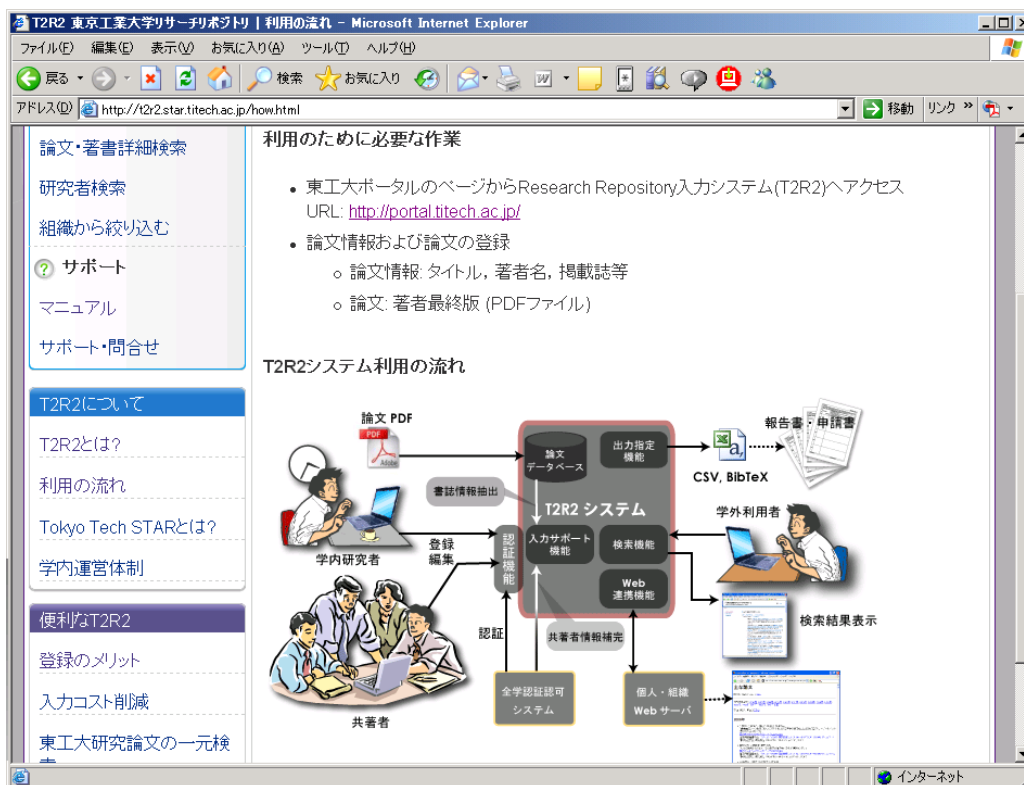 T2R2 東京工業大学リサーチリポジトリ | 利用の流れ - Microsoft Internet Explorer
ファイル(F) 編集(E) 表示(V) お気に入り(A) ツール(T) ヘルプ(H)
戻る 検索 お気に入り
アドレス(D) http://t2r2.star.titech.ac.jp/how.html 移動 リンク »
論文・著書詳細検索
研究者検索
組織から絞り込む
サポート
マニュアル
サポート・問合せ
T2R2について
T2R2とは?
利用の流れ
Tokyo Tech STARとは?
学内運営体制
便利なT2R2
登録のメリット
入力コスト削減
東工大研究論文の一元検
利用のために必要な作業
• 東工大ポータルのページからResearch Repository入力システム(T2R2)へアクセス
URL: http://portal.titech.ac.jp/
• 論文情報および論文の登録
○ 論文情報: タイトル, 著者名, 掲載誌等
○ 論文: 著者最終版 (PDFファイル)
T2R2システム利用の流れ
論文 PDF
PDF
Adobe
書誌情報抽出
学内研究者
登録
編集
共著者
認証
認証機能
論文
データベース
出力指定
機能
T2R2 システム
入力サポート
機能
検索機能
Web
連携機能
共著者情報補完
全学認証認可
システム
個人・組織
Web サーバ
a,
CSV, BibTeX
報告書・申請書
学外利用者
検索結果表示
インターネット